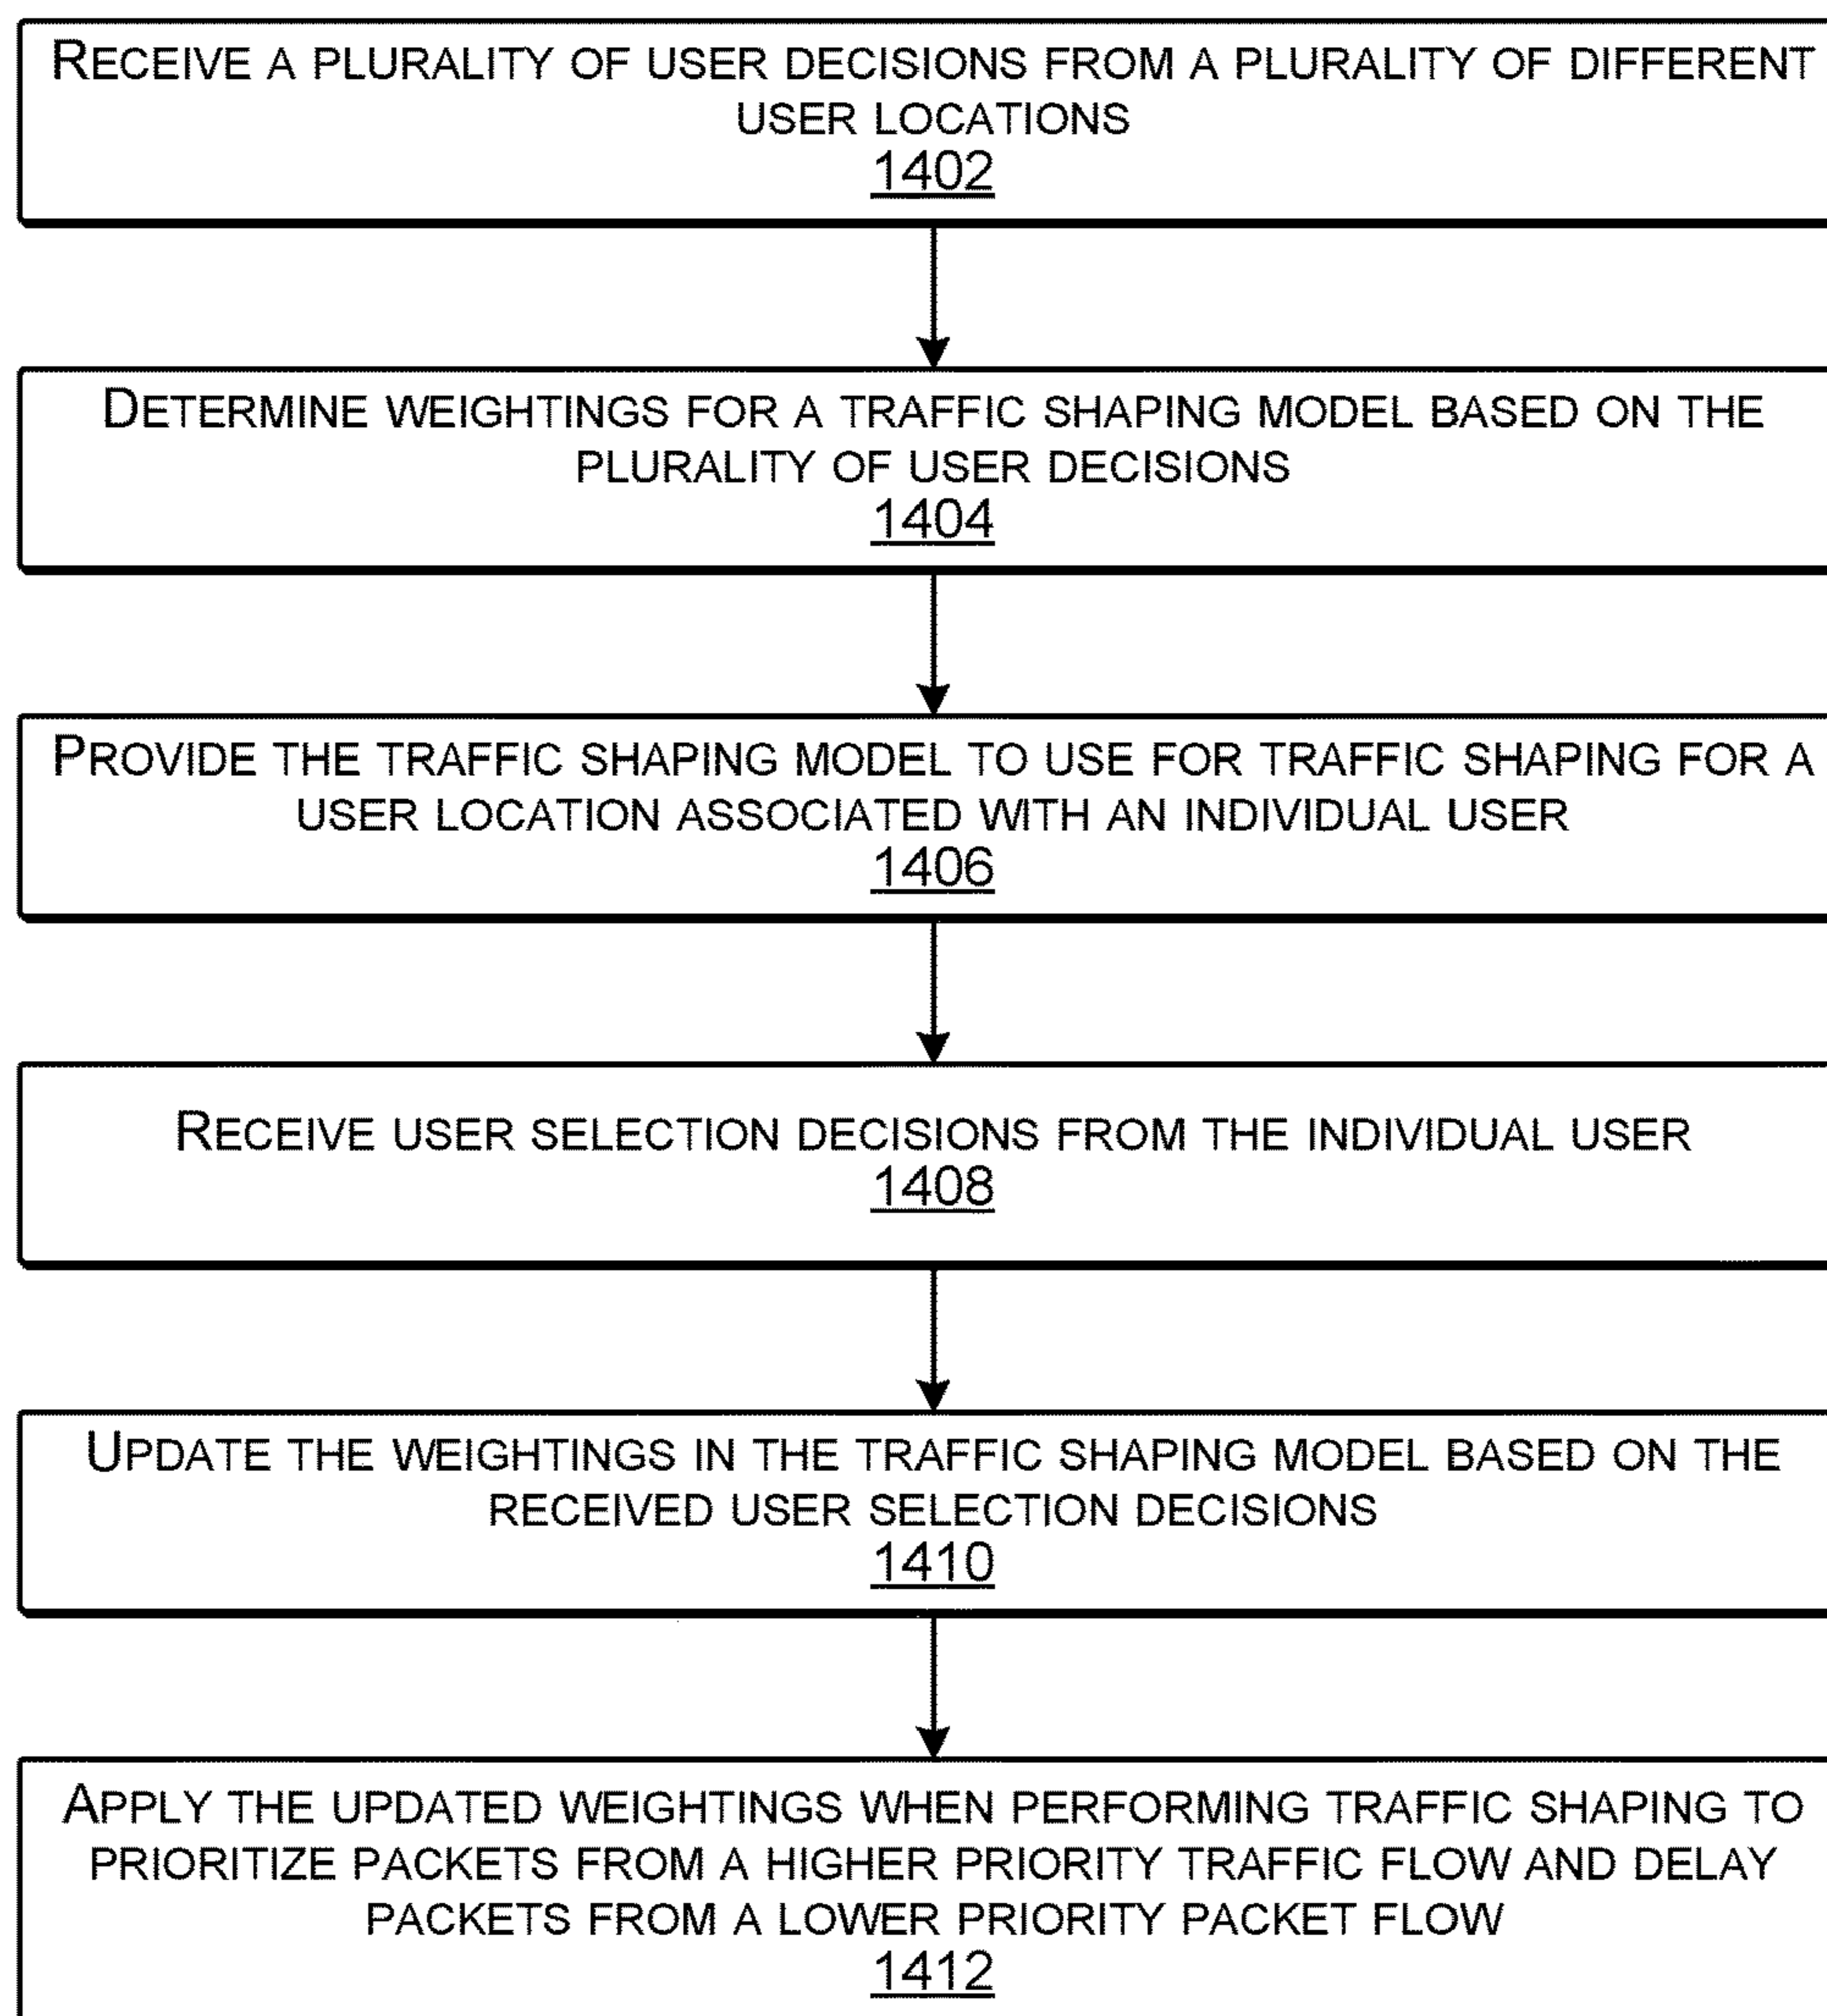 RECEIVE A PLURALITY OF USER DECISIONS FROM A PLURALITY OF DIFFERENT
USER LOCATIONS
1402
DETERMINE WEIGHTINGS FOR A TRAFFIC SHAPING MODEL BASED ON THE
PLURALITY OF USER DECISIONS
1404
PROVIDE THE TRAFFIC SHAPING MODEL TO USE FOR TRAFFIC SHAPING FOR A
USER LOCATION ASSOCIATED WITH AN INDIVIDUAL USER
1406
RECEIVE USER SELECTION DECISIONS FROM THE INDIVIDUAL USER
1408
UPDATE THE WEIGHTINGS IN THE TRAFFIC SHAPING MODEL BASED ON THE
RECEIVED USER SELECTION DECISIONS
1410
APPLY THE UPDATED WEIGHTINGS WHEN PERFORMING TRAFFIC SHAPING TO
PRIORITIZE PACKETS FROM A HIGHER PRIORITY TRAFFIC FLOW AND DELAY
PACKETS FROM A LOWER PRIORITY PACKET FLOW
1412